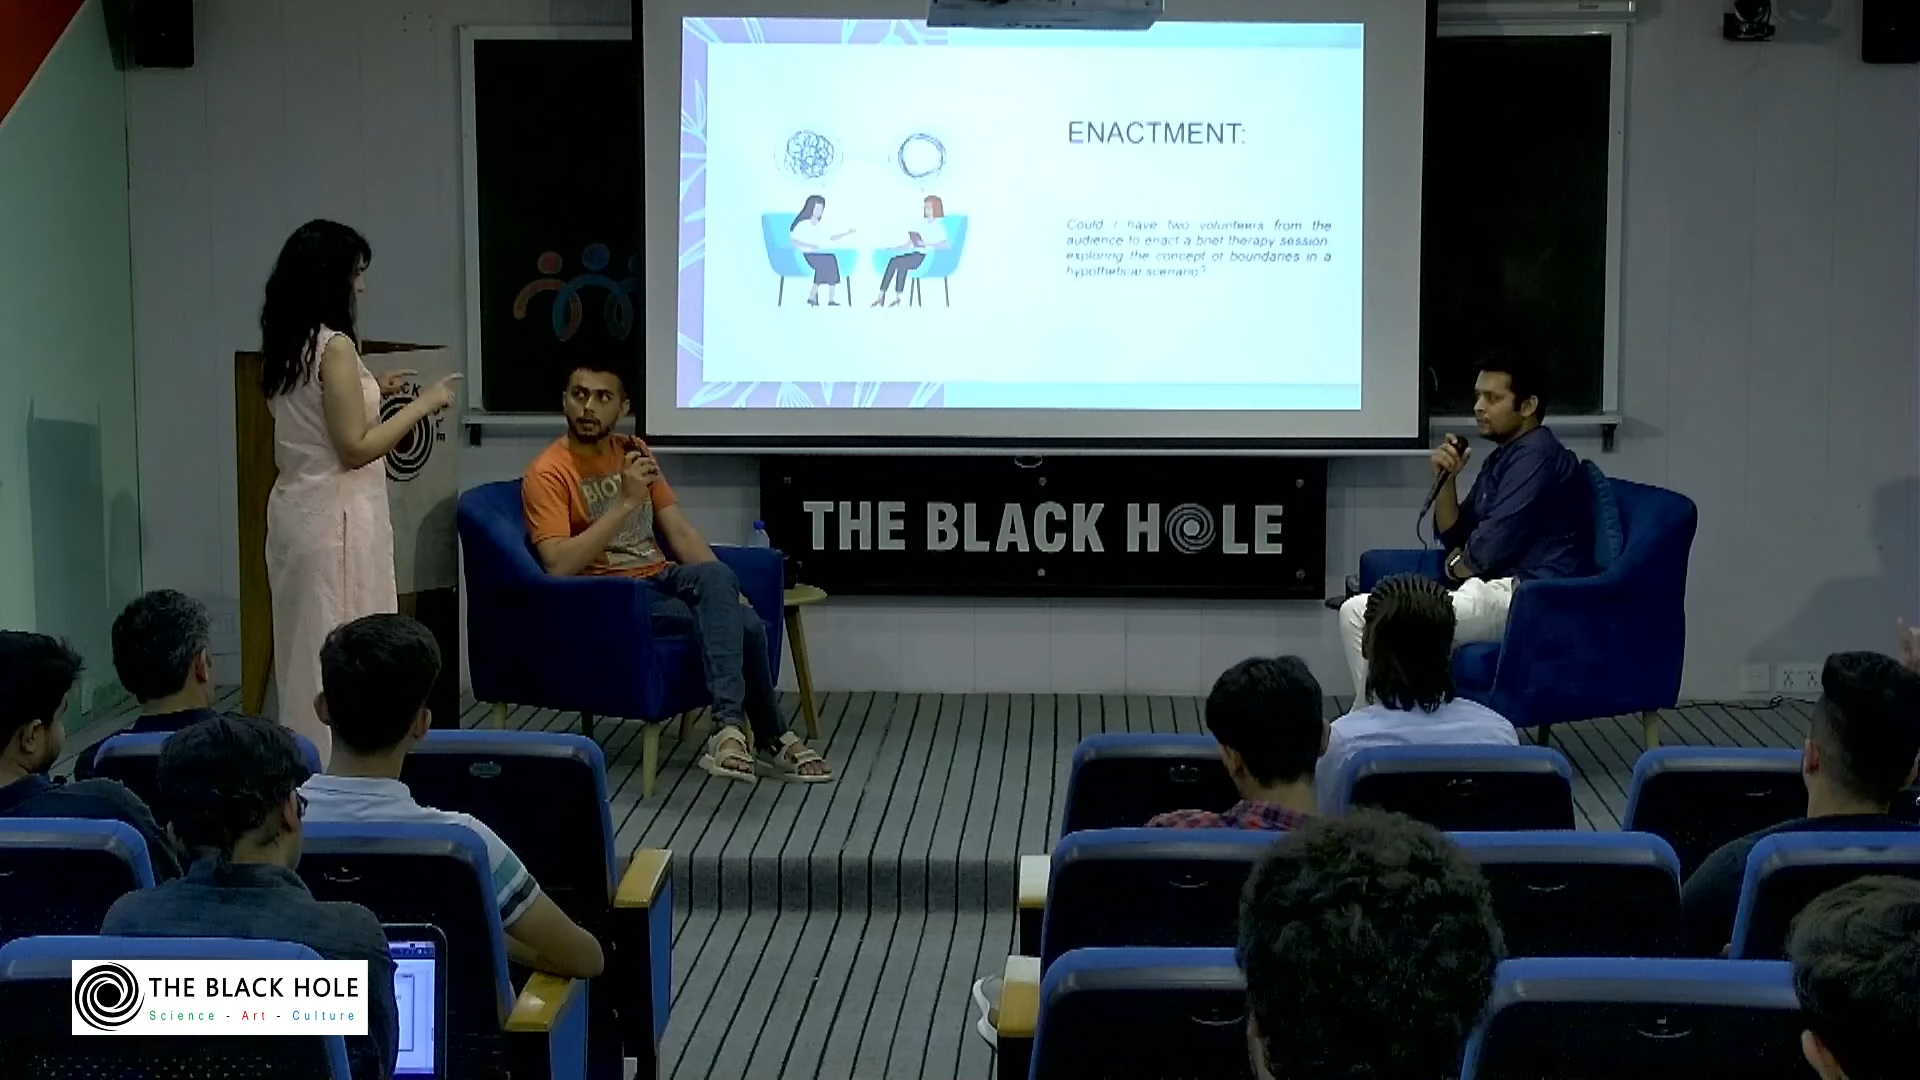 ENACTMENT:
Could I have two volunteers from the
audience to enact a brief therapy session
exploring the concept of boundaries in a
hypothetical scenario?
THE BLACK HOLE
THE BLACK HOLE
Science - Art - Culture